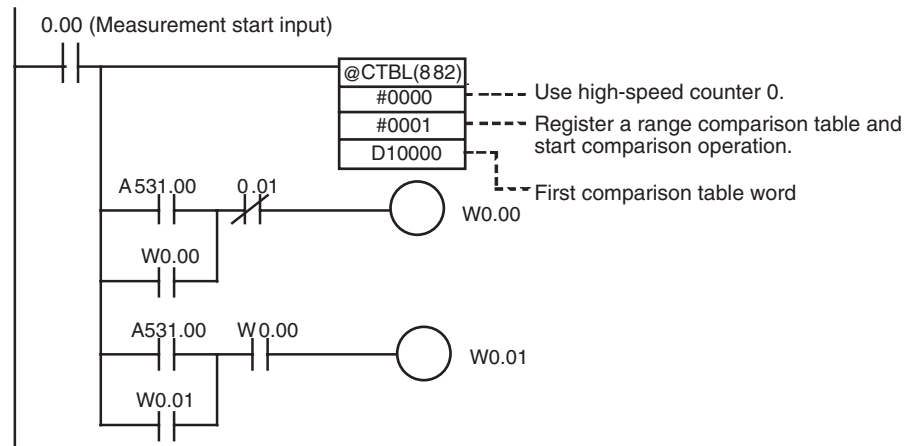 0.00 (Measurement start input)
@CTBL(882)
#0000
Use high-speed counter 0.
#0001
Register a range comparison table and
start comparison operation.
D10000
First comparison table word
A531.00
0.01
W0.00
W0.00
A531.00
W0.00
W0.01
W0.01